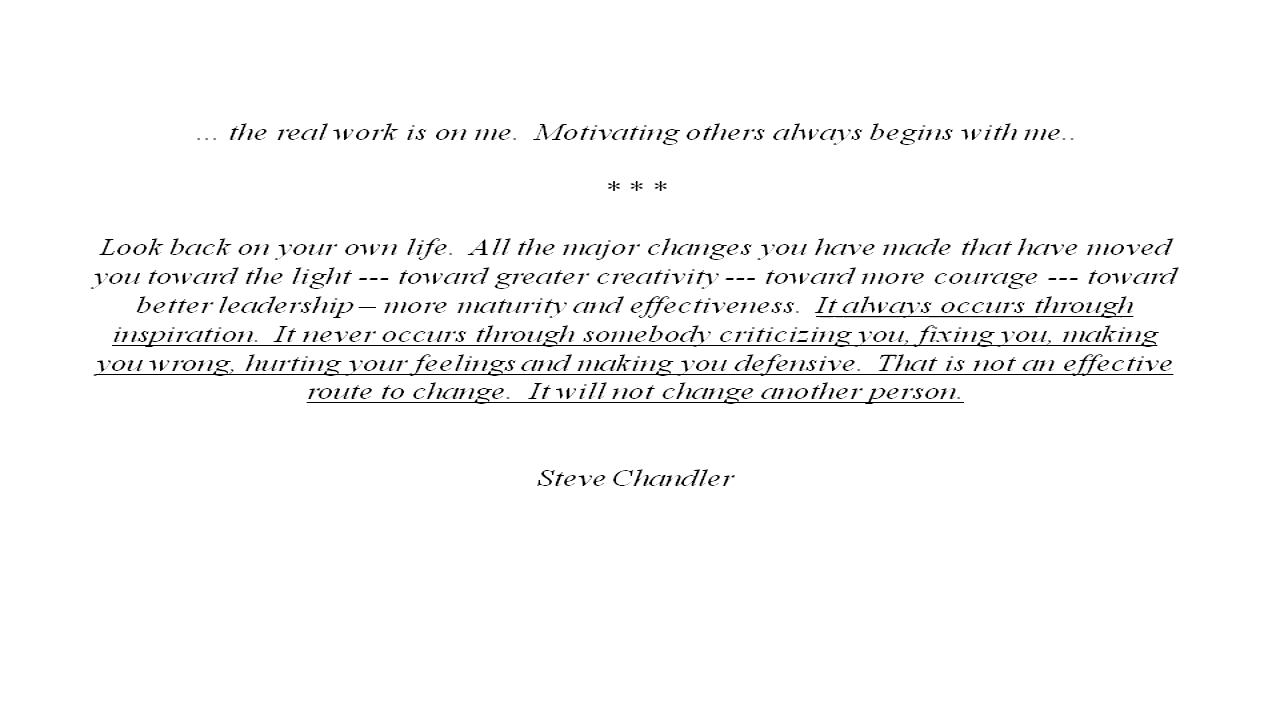 ... the real work is on me.  Motivating others always begins with me..
* * *
Look back on your own life.  All the major changes you have made that have moved
you toward the light --- toward greater creativity --- toward more courage --- toward
better leadership – more maturity and effectiveness.  It always occurs through
inspiration.  It never occurs through somebody criticizing you, fixing you, making
you wrong, hurting your feelings and making you defensive.  That is not an effective
route to change.  It will not change another person.
Steve Chandler